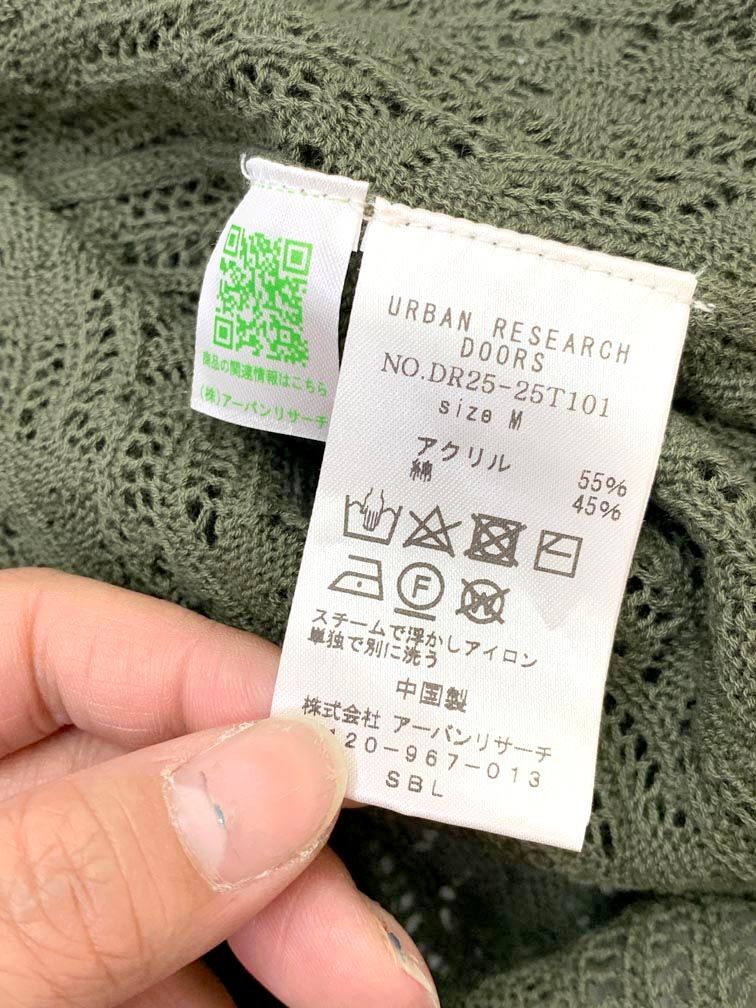 商品の関連情報はこちら
(株)アーバンリサーチ
URBAN RESEARCH
DOORS
NO.DR25-25T101
size M
アクリル 55%
綿 45%
F
W
スチームで浮かしアイロン
単独で別に洗う
中国製
株式会社 アーバンリサーチ
120-967-013
SBL